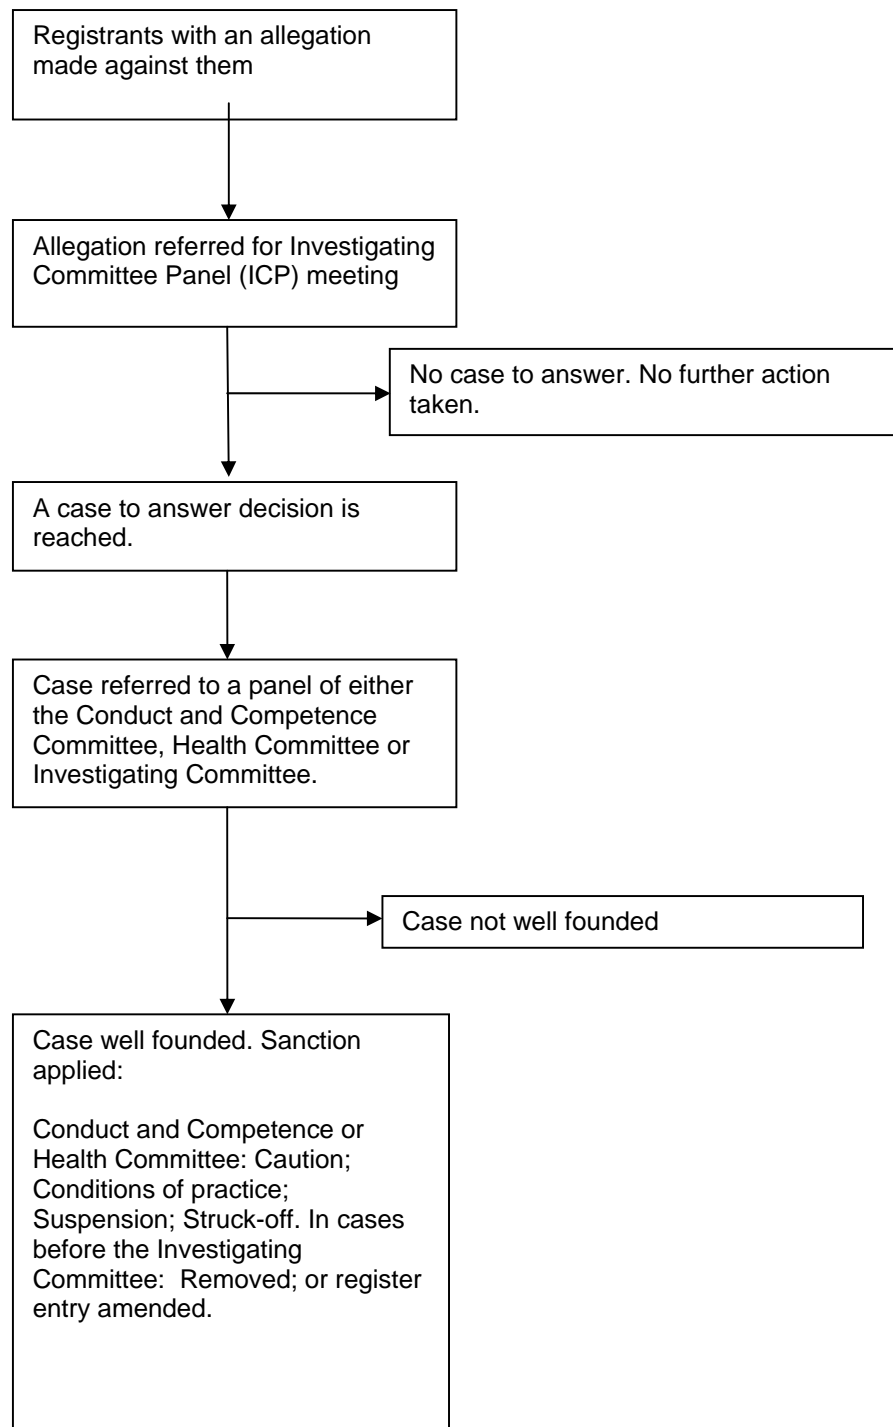 Registrants with an allegation
made against them
Allegation referred for Investigating
Committee Panel (ICP) meeting
No case to answer. No further action
taken.
A case to answer decision is
reached.
Case referred to a panel of either
the Conduct and Competence
Committee, Health Committee or
Investigating Committee.
Case not well founded
Case well founded. Sanction
applied:
Conduct and Competence or
Health Committee: Caution;
Conditions of practice;
Suspension; Struck-off. In cases
before the Investigating
Committee:  Removed; or register
entry amended.